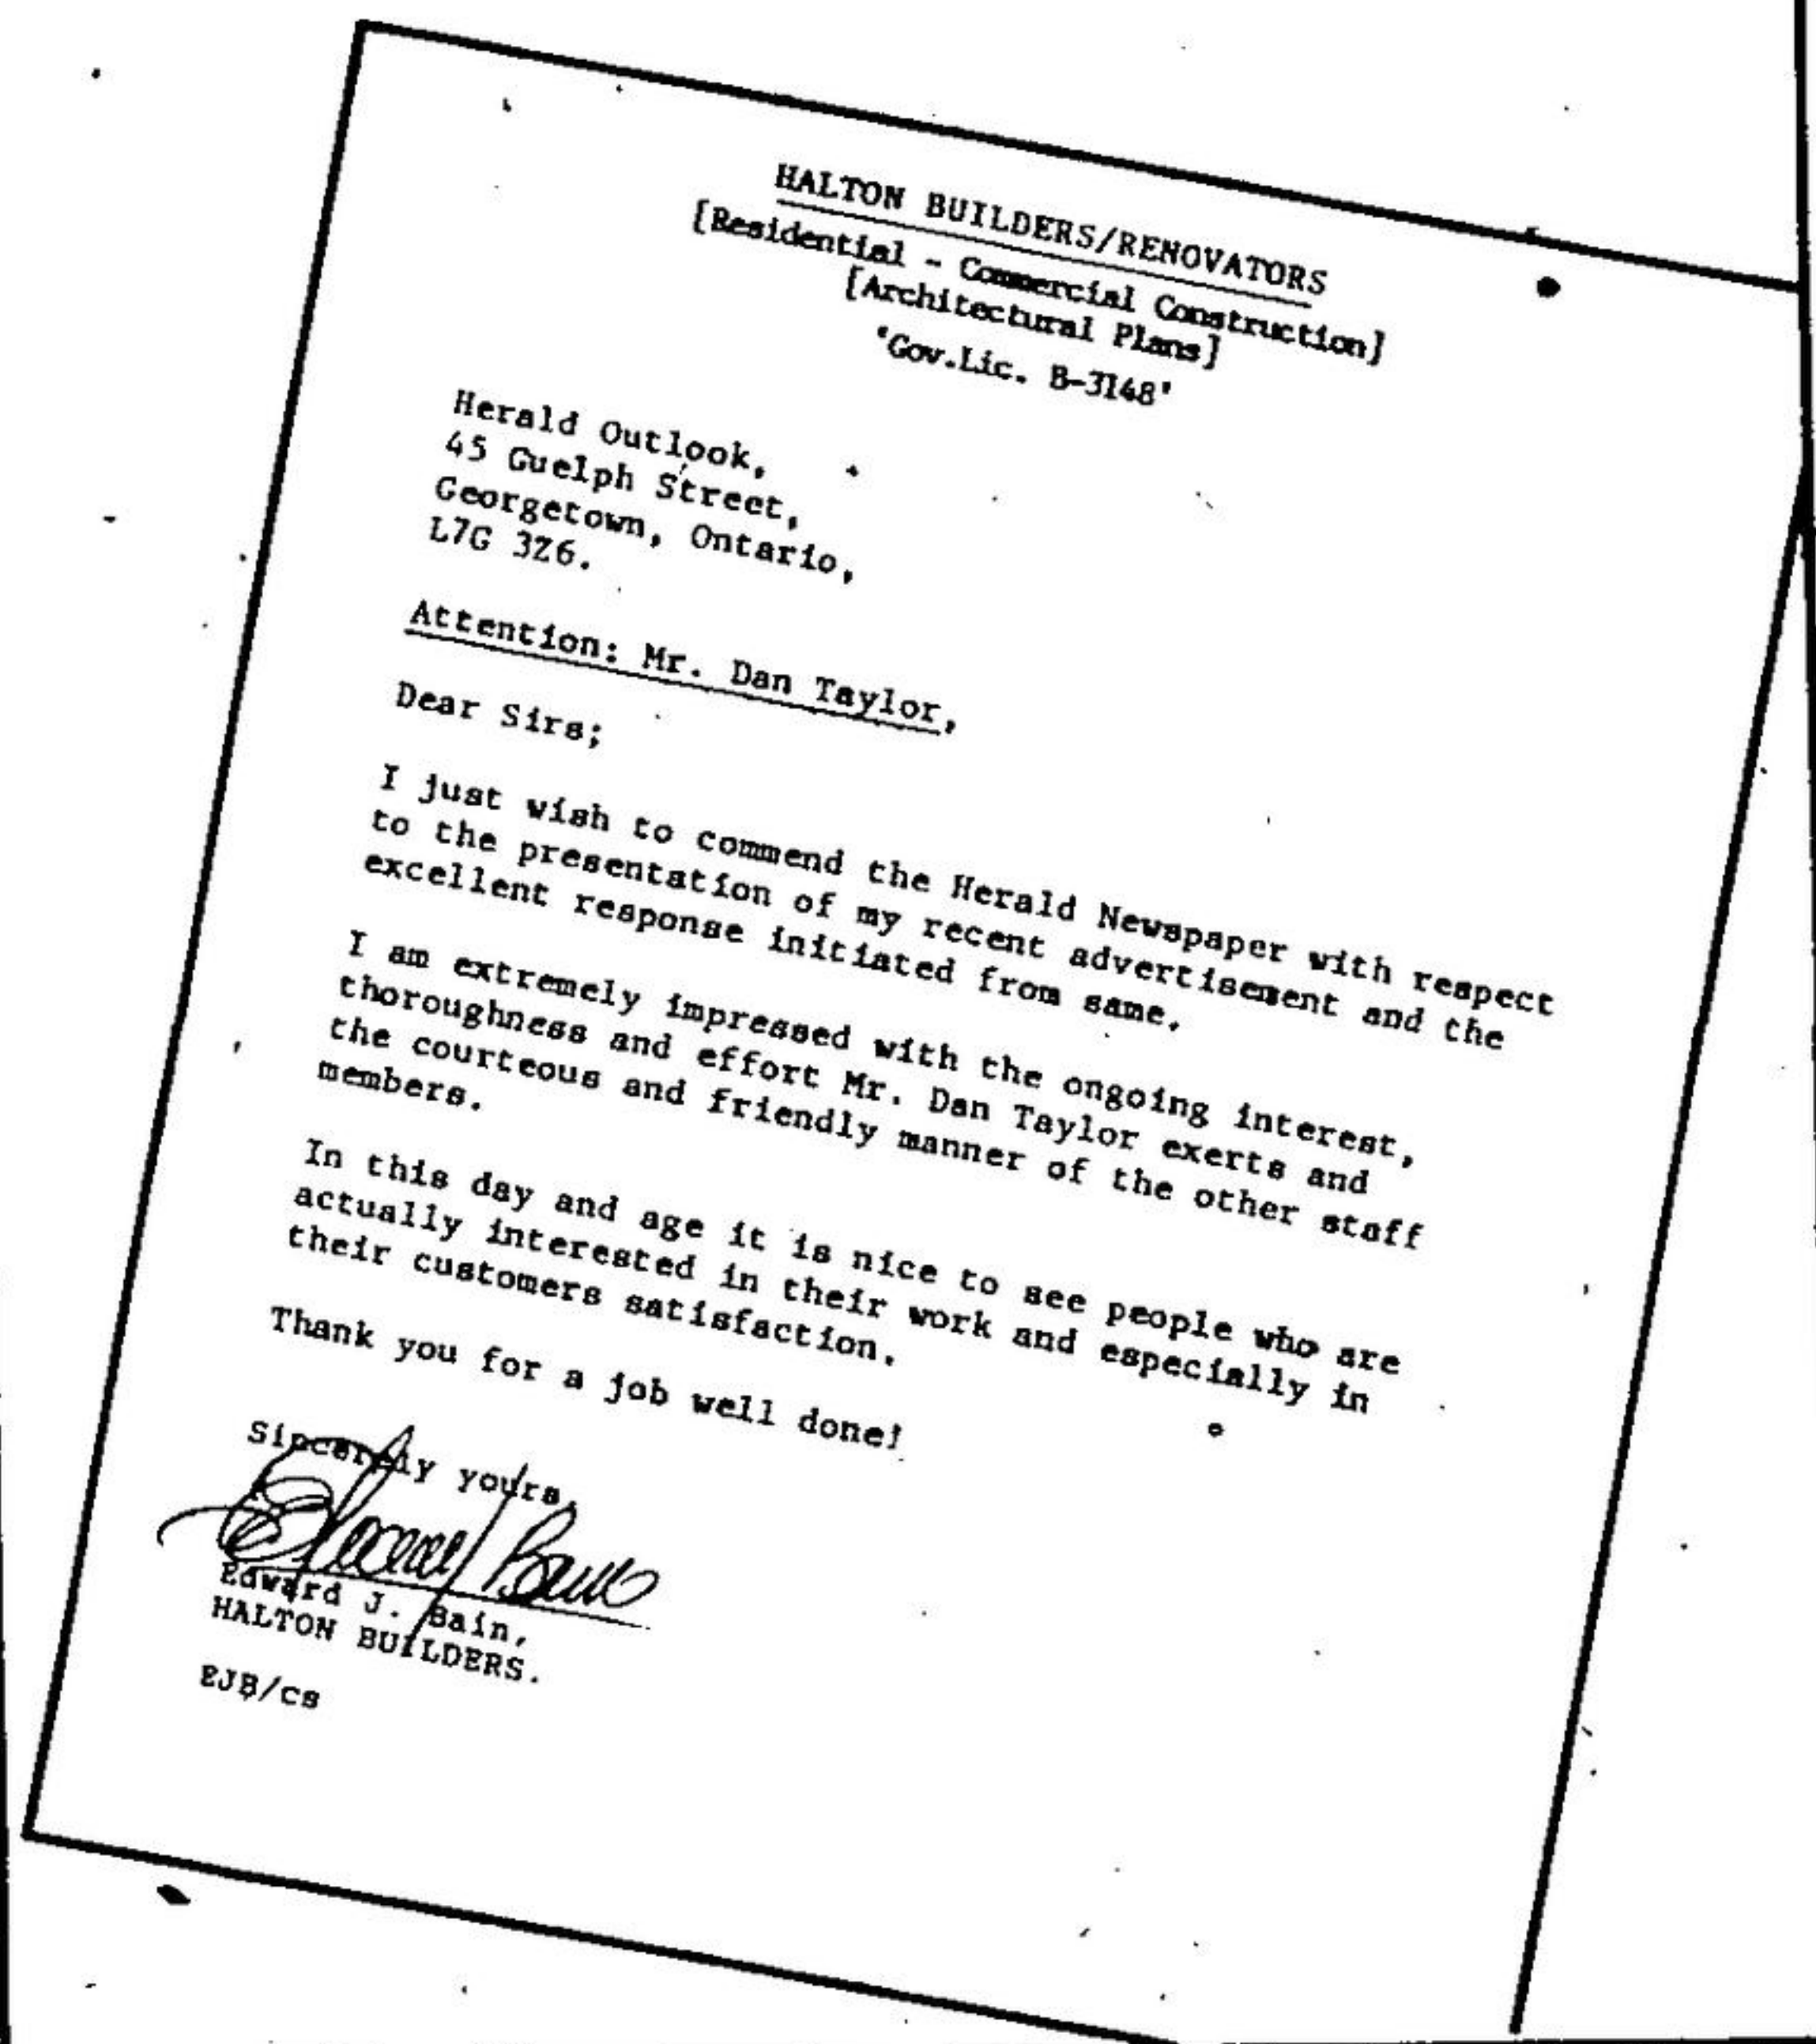 HALTON BUILDERS/RENOVATORS
[Residential - Commercial Construction]
[Architectural Plans]
'Gov.Lic. B-3148'
Herald Outlook,
45 Guelph Street,
Georgetown, Ontario,
L7G 3Z6.
Attention: Mr. Dan Taylor,
Dear Sirs;
I just wish to commend the Herald Newspaper with respect
to the presentation of my recent advertisement and the
excellent response initiated from same.
I am extremely impressed with the ongoing interest,
thoroughness and effort Mr. Dan Taylor exerts and
the courteous and friendly manner of the other staff
members.
In this day and age it is nice to see people who are
actually interested in their work and especially in
their customers satisfaction.
Thank you for a job well done!
Sincerely yours,
Edward Bain
Edward J. Bain,
HALTON BUILDERS.
EJB/cs